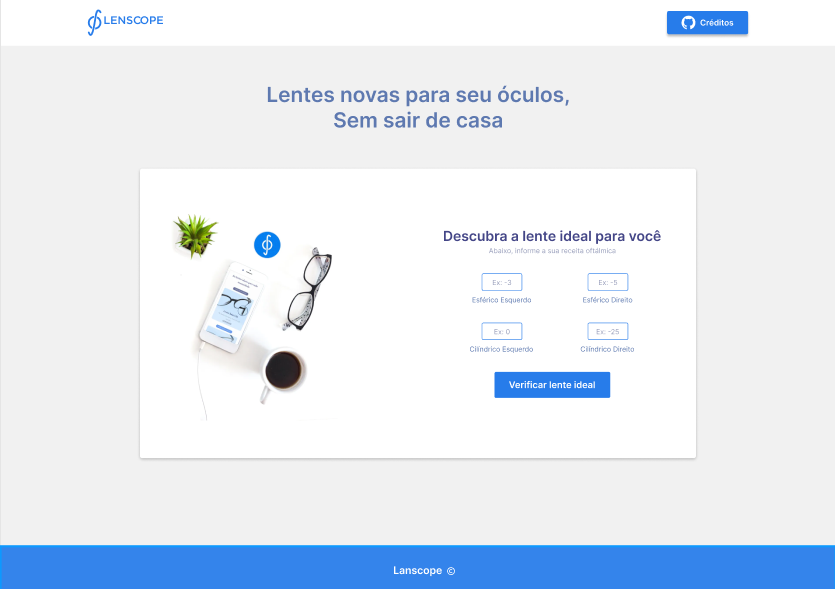 LENSCOPE
Créditos
Lentes novas para seu óculos,
Sem sair de casa
Descubra a lente ideal para você
Abaixo, informe a sua receita oftálmica
Ex: -3
Ex: -5
Esférico Esquerdo
Esférico Direito
Ex: 0
Ex: -25
Cilíndrico Esquerdo
Cilíndrico Direito
Verificar lente ideal
Lanscope ©